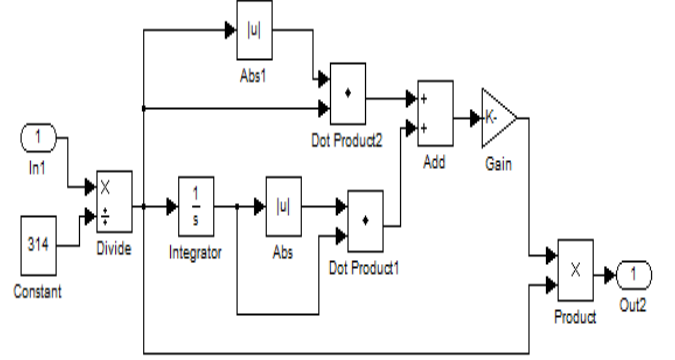 |u|
Abs1
Dot Product2
+
+
Add
-K-
Gain
1
In1
×
÷
Divide
314
Constant
1
s
Integrator
|u|
Abs
Dot Product1
×
Product
1
Out2